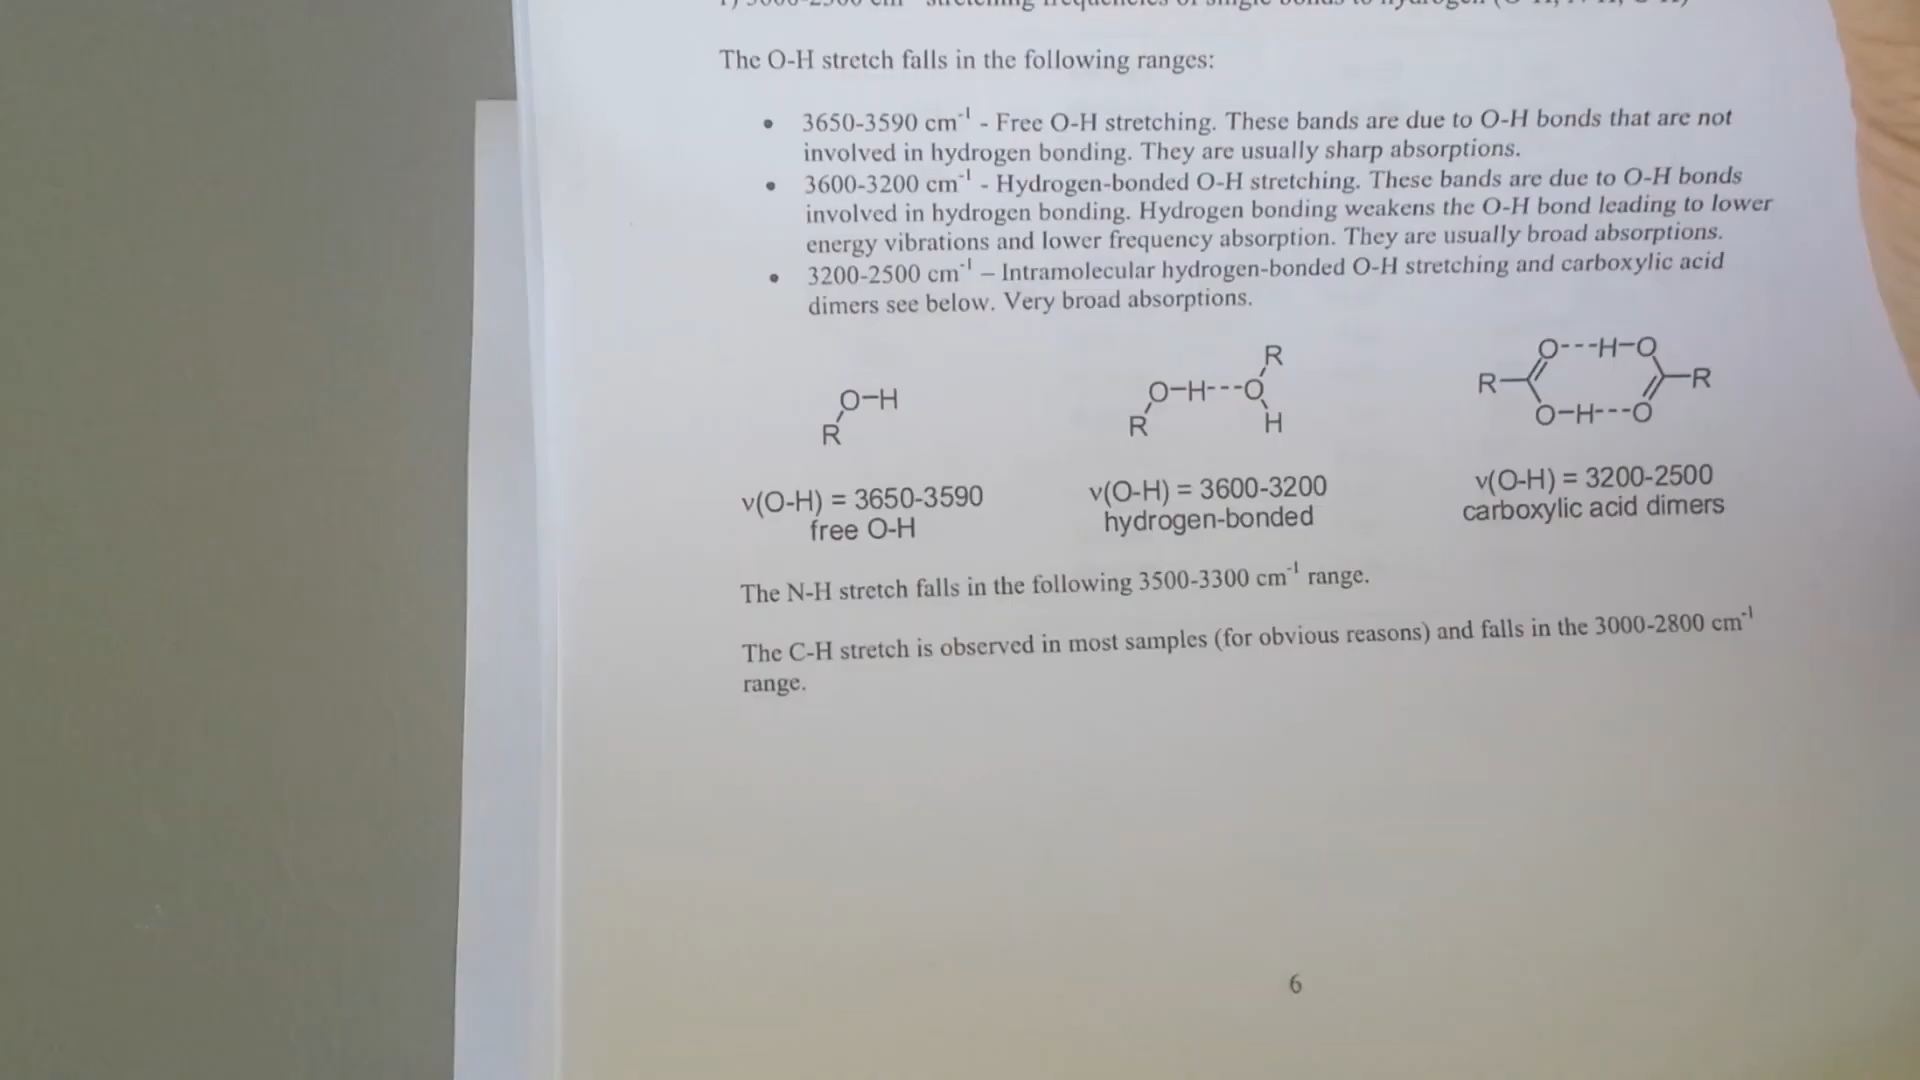 The O-H stretch falls in the following ranges:
• 3650-3590 cm⁻¹ - Free O-H stretching. These bands are due to O-H bonds that are not
involved in hydrogen bonding. They are usually sharp absorptions.
• 3600-3200 cm⁻¹ - Hydrogen-bonded O-H stretching. These bands are due to O-H bonds
involved in hydrogen bonding. Hydrogen bonding weakens the O-H bond leading to lower
energy vibrations and lower frequency absorption. They are usually broad absorptions.
• 3200-2500 cm⁻¹ – Intramolecular hydrogen-bonded O-H stretching and carboxylic acid
dimers see below. Very broad absorptions.
O-H
R
R
O-H---O
R
H
O---H-O
R
R
O-H---O
ν(O-H) = 3650-3590
free O-H
ν(O-H) = 3600-3200
hydrogen-bonded
ν(O-H) = 3200-2500
carboxylic acid dimers
The N-H stretch falls in the following 3500-3300 cm⁻¹ range.
The C-H stretch is observed in most samples (for obvious reasons) and falls in the 3000-2800 cm⁻¹
range.
6